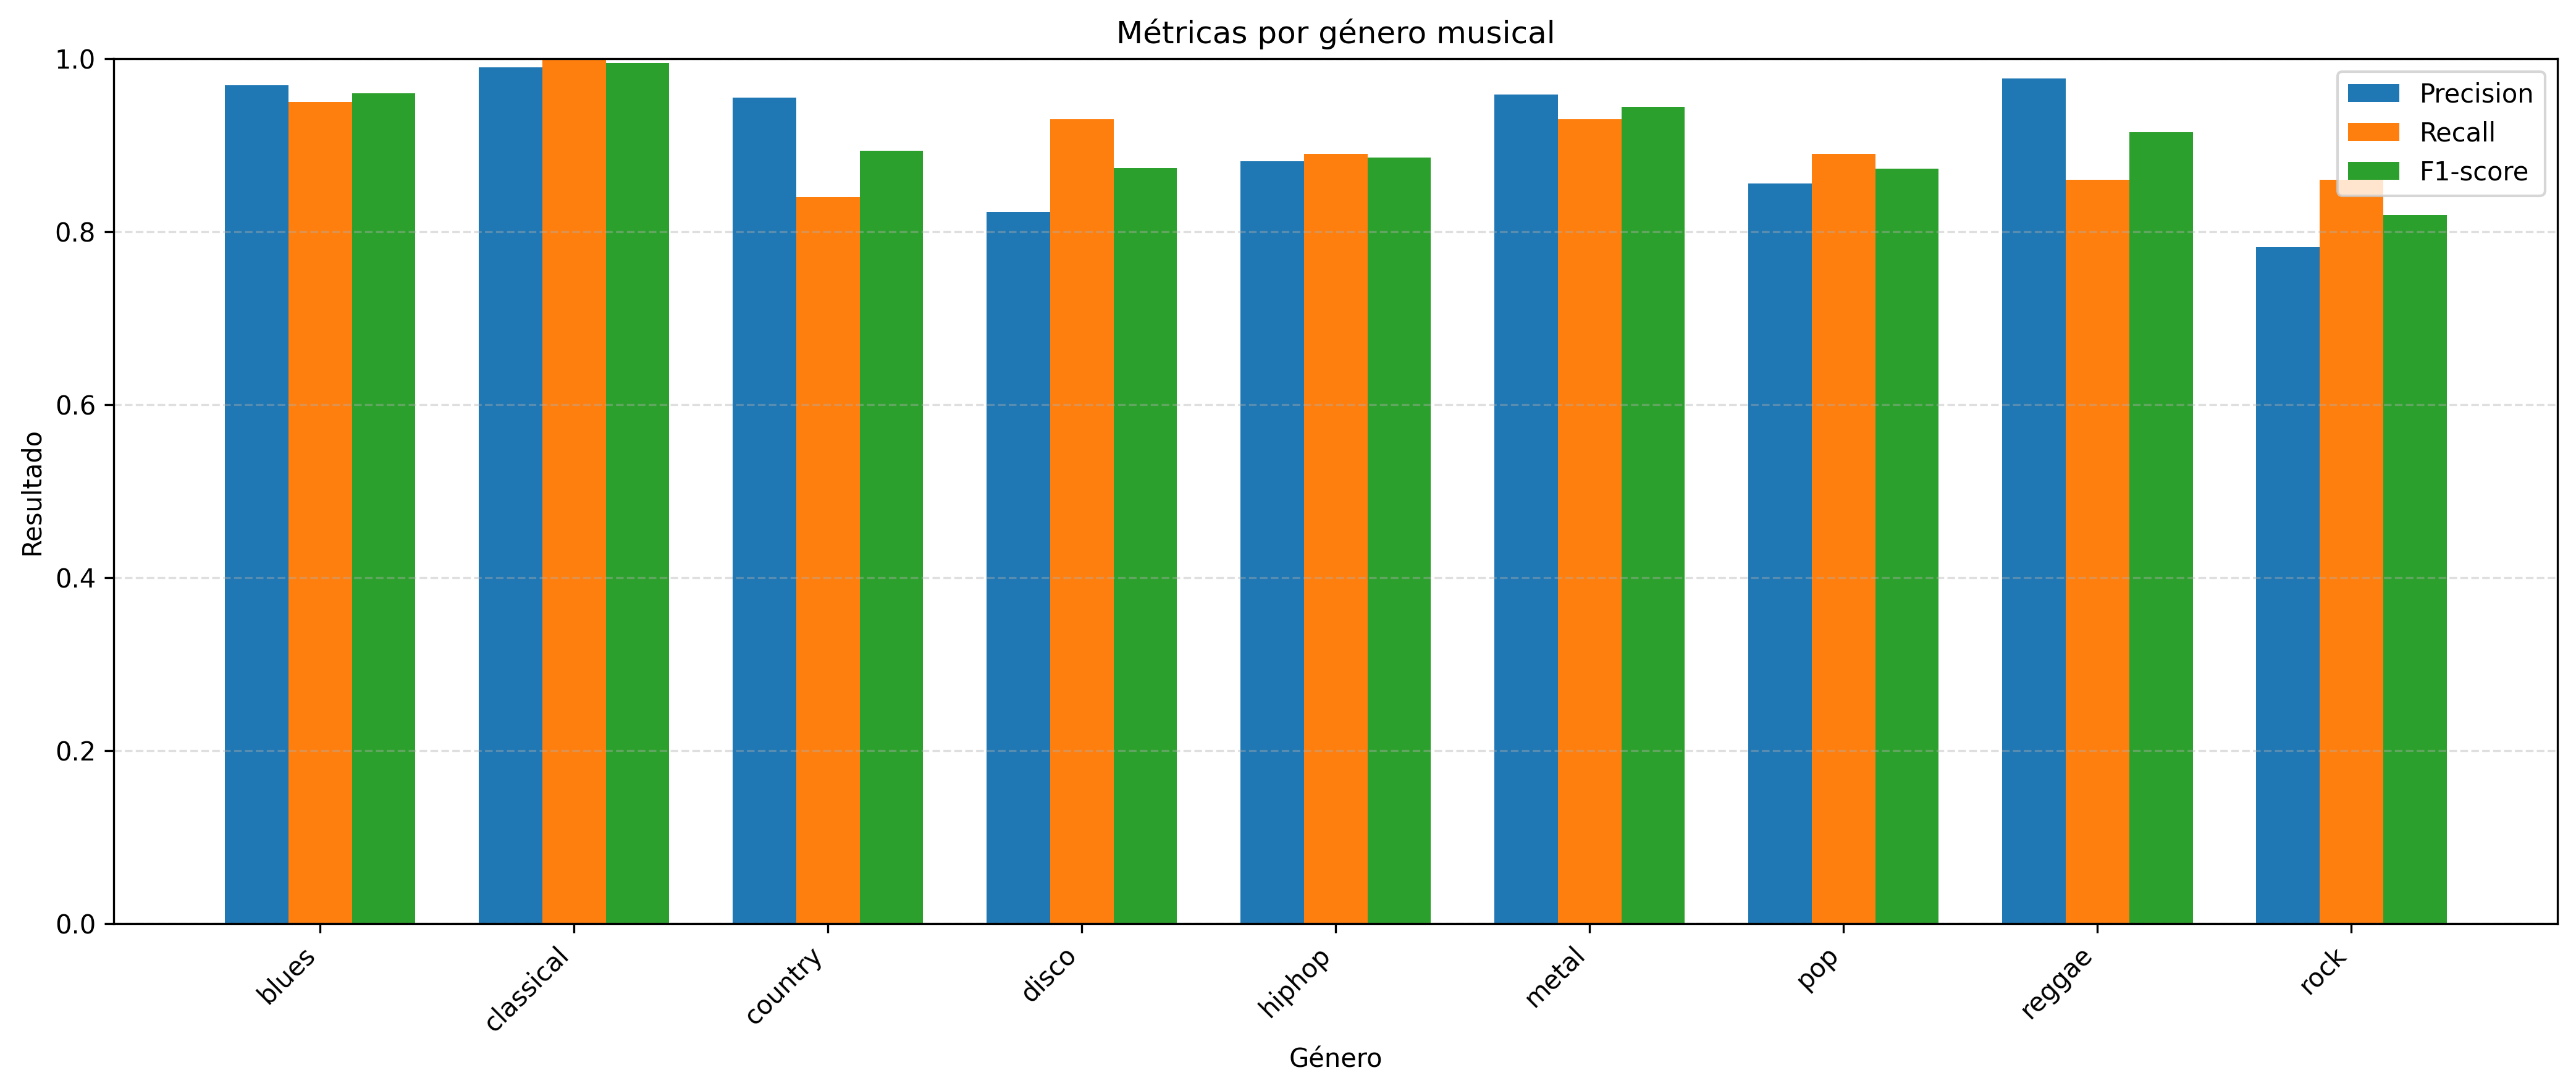 Métricas por género musical
Precision
Recall
F1-score
Resultado
1.0
0.8
0.6
0.4
0.2
0.0
blues
classical
country
disco
hiphop
metal
pop
reggae
rock
Género